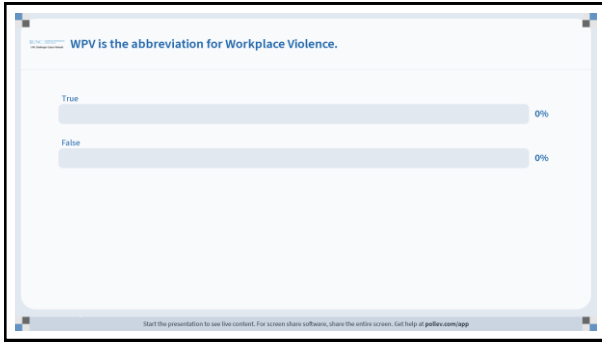 WPV is the abbreviation for Workplace Violence.
True
0%
False
0%
Start the presentation to see live content. For screen share software, share the entire screen. Get help at pollev.com/app